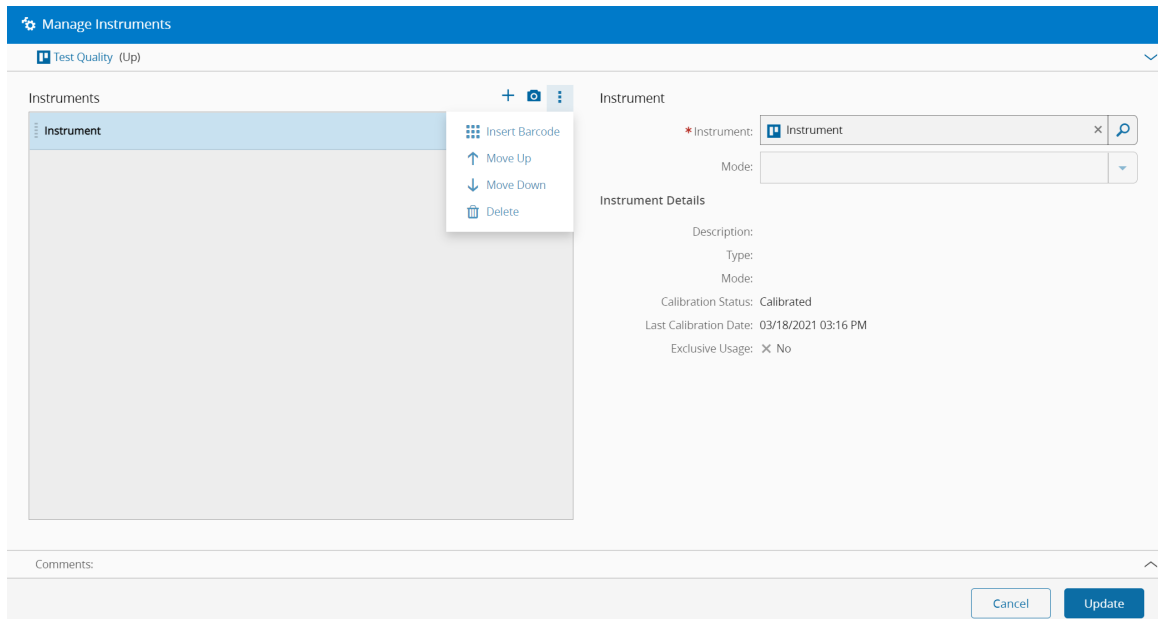 Manage Instruments
Test Quality (Up)
Instruments
Instrument
Insert Barcode
Move Up
Move Down
Delete
Instrument
*Instrument: Instrument
Mode:
Instrument Details
Description:
Type:
Mode:
Calibration Status: Calibrated
Last Calibration Date: 03/18/2021 03:16 PM
Exclusive Usage: No
Comments:
Cancel Update